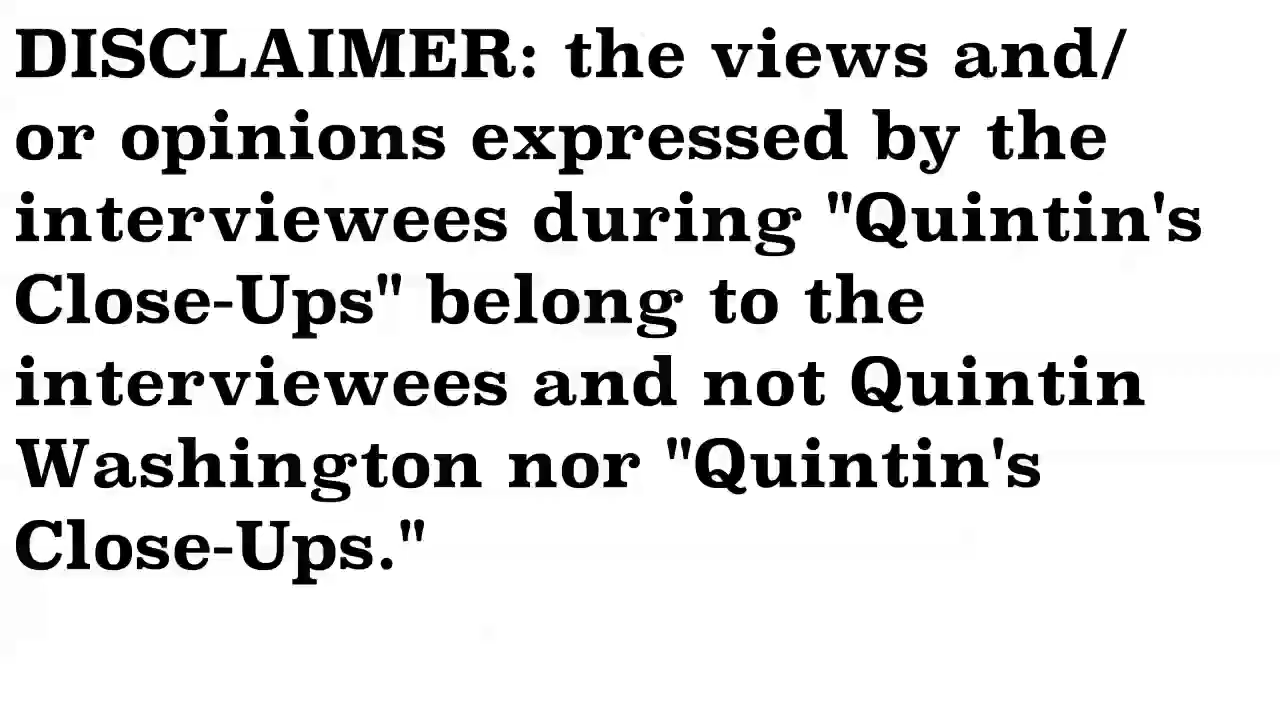 DISCLAIMER: the views and/
or opinions expressed by the
interviewees during "Quintin's
Close-Ups" belong to the
interviewees and not Quintin
Washington nor "Quintin's
Close-Ups."